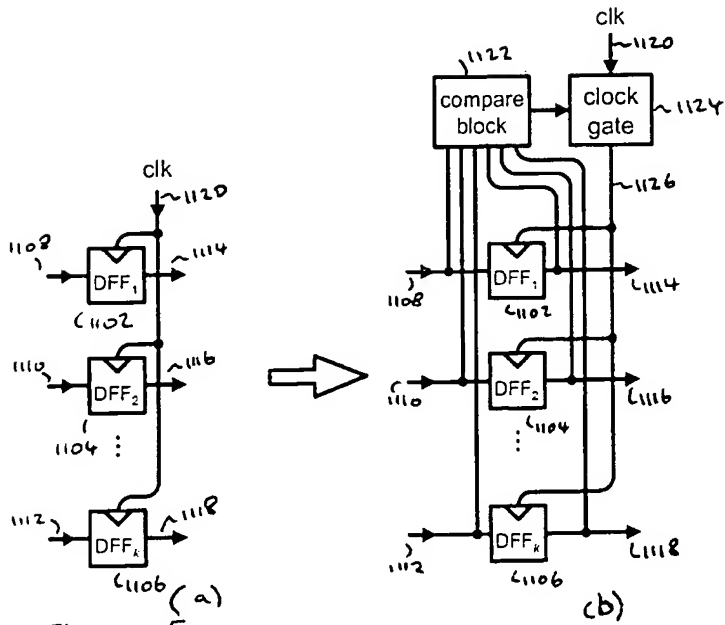 clk
1120
1108
DFF1
1114
1102
1110
DFF2
1116
1104
⋮
1112
DFFk
1118
1106
(a)
clk
1120
1122
compare
block
clock
gate
1124
1126
1108
DFF1
1114
1102
1110
DFF2
1116
1104
⋮
1112
DFFk
1118
1106
(b)